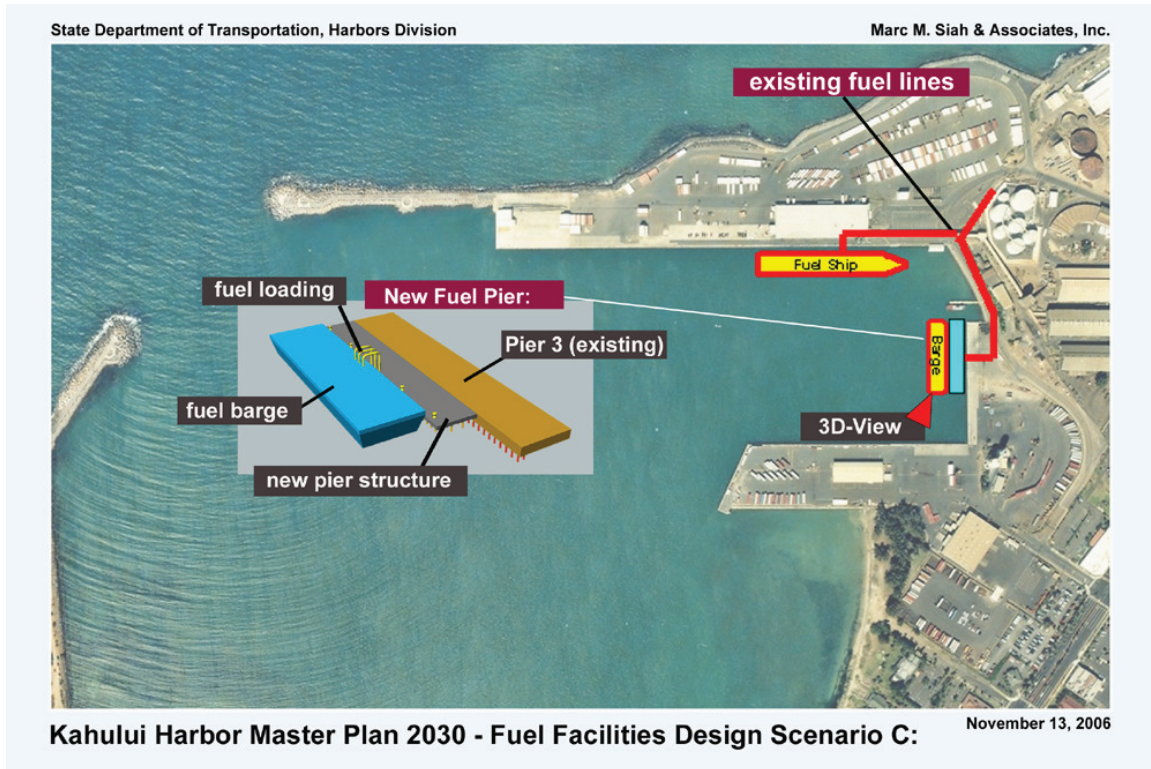 State Department of Transportation, Harbors Division
Marc M. Siah & Associates, Inc.
existing fuel lines
Fuel Ship
fuel loading
New Fuel Pier:
Pier 3 (existing)
Barge
fuel barge
3D-View
new pier structure
November 13, 2006
Kahului Harbor Master Plan 2030 - Fuel Facilities Design Scenario C: